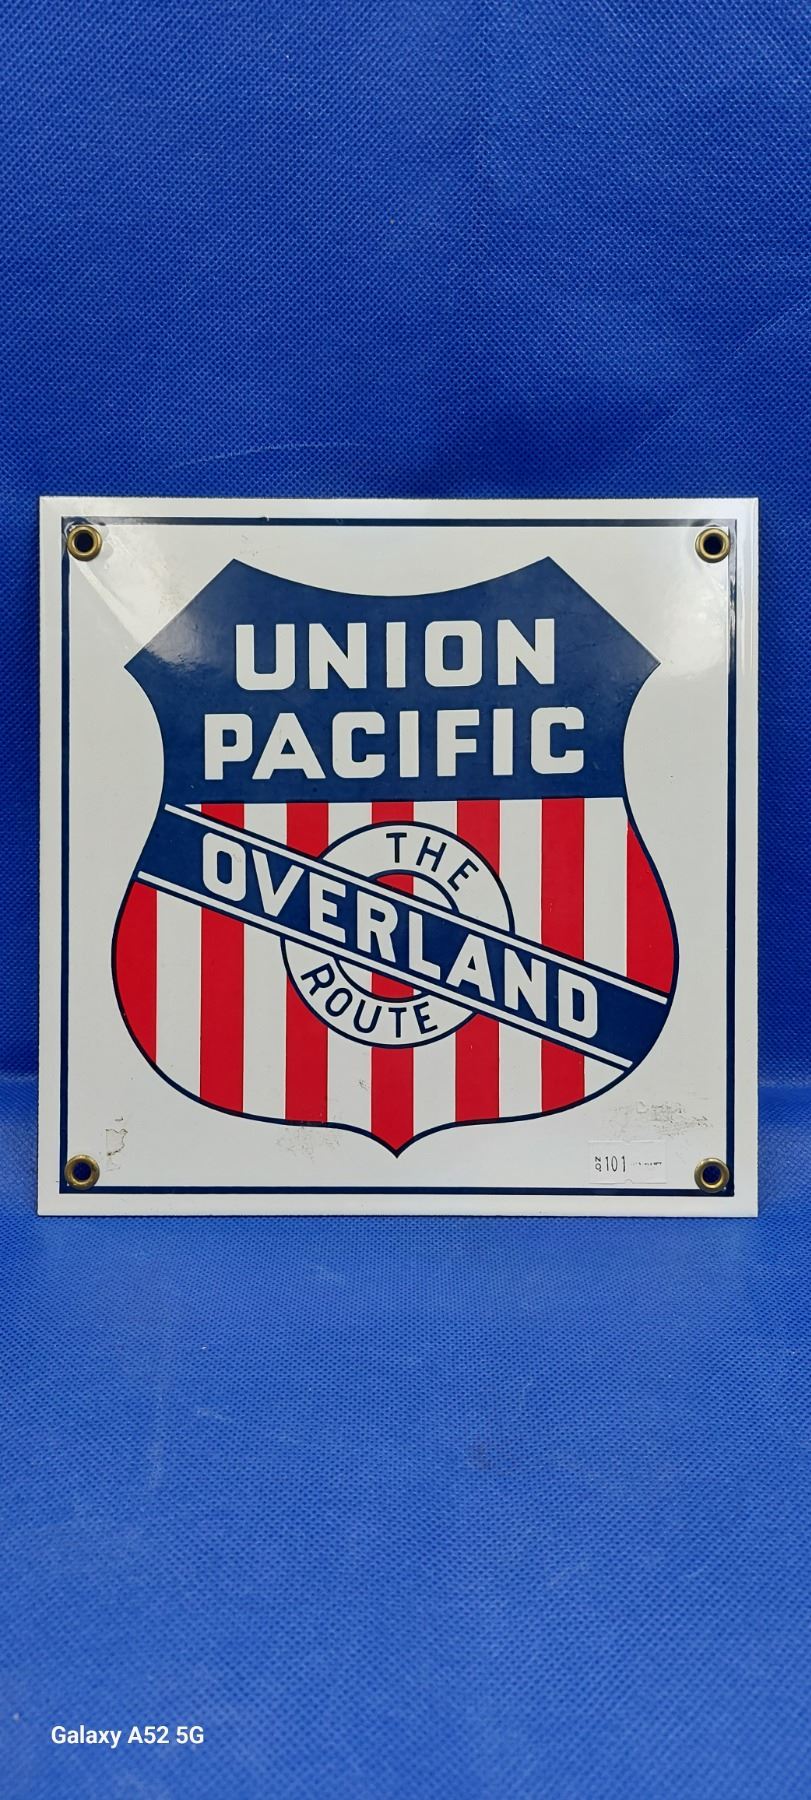 UNION
PACIFIC
THE
OVERLAND
ROUTE
NO 101
Galaxy A52 5G